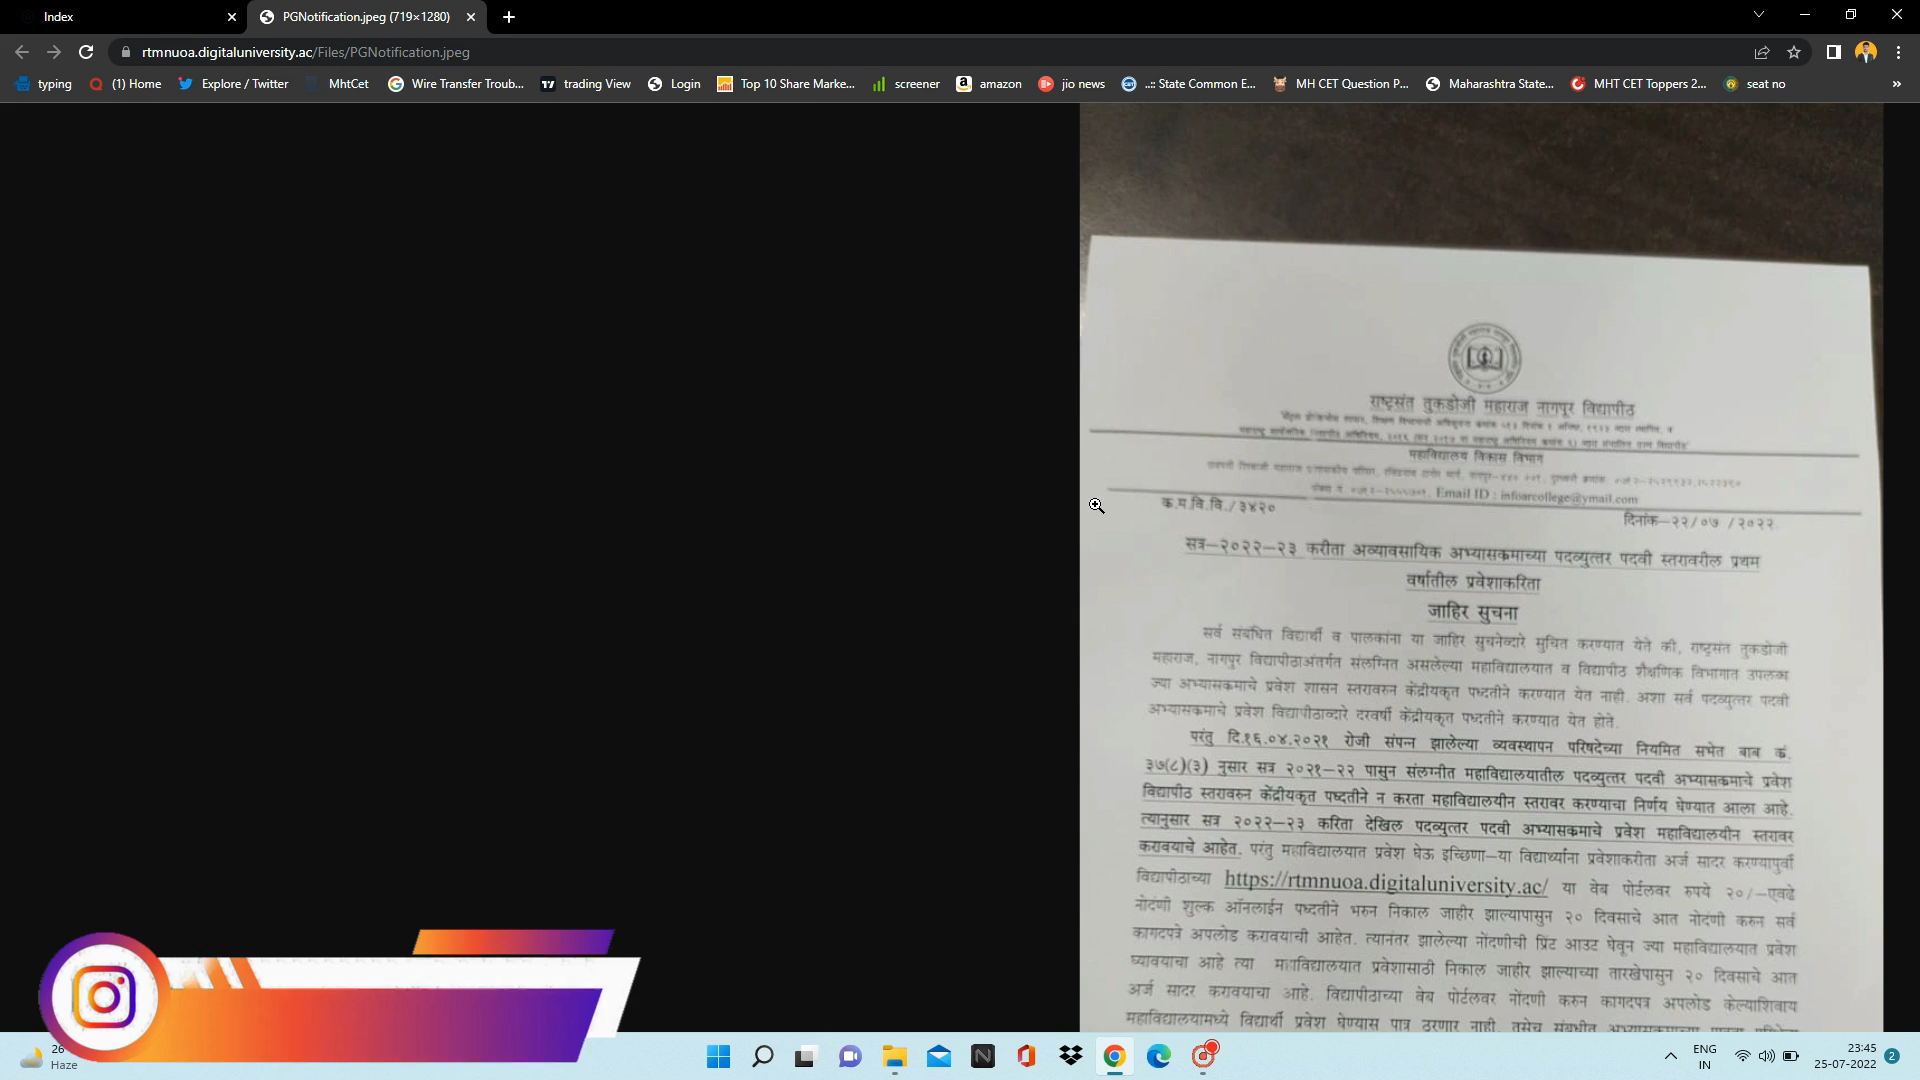 Index
PGNotification.jpeg (719×1280)
rtmnuoa.digitaluniversity.ac/Files/PGNotification.jpeg
typing
(1) Home
Explore / Twitter
MhtCet
Wire Transfer Troub...
trading View
Login
Top 10 Share Marke...
screener
amazon
jio news
..:: State Common E...
MH CET Question P...
Maharashtra State...
MHT CET Toppers 2...
seat no
राष्ट्रसंत तुकडोजी महाराज नागपूर विद्यापीठ
महाविद्यालय विकास विभाग
Email ID : infoarcollege@ymail.com
क.म.वि.वि./३४२०
दिनांक—२२/०७ /२०२२
सत्र—२०२२—२३ करीता अव्यावसायिक अभ्यासक्रमाच्या पदव्युत्तर पदवी स्तरावरील प्रथम
वर्षातील प्रवेशाकरिता
जाहिर सुचना
सर्व संबंधित विद्यार्थी व पालकांना या जाहिर सुचनेव्दारे सुचित करण्यात येते की, राष्ट्रसंत तुकडोजी
महाराज, नागपूर विद्यापीठाअंतर्गत संलग्नित असलेल्या महाविद्यालयात व विद्यापीठ शैक्षणिक विभागात उपलब्ध
ज्या अभ्यासक्रमाचे प्रवेश शासन स्तरावरुन केंद्रीयकृत पध्दतीने करण्यात येत नाही. अशा सर्व पदव्युत्तर पदवी
अभ्यासक्रमाचे प्रवेश विद्यापीठाव्दारे दरवर्षी केंद्रीयकृत पध्दतीने करण्यात येत होते.
परंतु दि.१६.०४.२०२१ रोजी संपन्न झालेल्या व्यवस्थापन परिषदेच्या नियमित सभेत बाब क्रं.
३७(८)(३) नुसार सत्र २०२१—२२ पासुन संलग्नीत महाविद्यालयातील पदव्युत्तर पदवी अभ्यासक्रमाचे प्रवेश
विद्यापीठ स्तरावरुन केंद्रीयकृत पध्दतीने न करता महाविद्यालयीन स्तरावर करण्याचा निर्णय घेण्यात आला आहे.
त्यानुसार सत्र २०२२—२३ करिता देखिल पदव्युत्तर पदवी अभ्यासक्रमाचे प्रवेश महाविद्यालयीन स्तरावर
करावयाचे आहेत. परंतु महाविद्यालयात प्रवेश घेऊ इच्छिणा—या विद्यार्थ्यांना प्रवेशाकरीता अर्ज सादर करण्यापुर्वी
विद्यापीठाच्या https://rtmnuoa.digitaluniversity.ac/ या वेब पोर्टलवर रुपये २०/—एवढे
नोदंणी शुल्क ऑनलाईन पध्दतीने भरुन निकाल जाहीर झाल्यापासुन २० दिवसाचे आत नोदंणी करुन सर्व
कागदपत्रे अपलोड करावयाची आहेत. त्यानंतर झालेल्या नोंदणीची प्रिंट आउट घेवून ज्या महाविद्यालयात प्रवेश
घ्यावयाचा आहे त्या महाविद्यालयात प्रवेशासाठी निकाल जाहीर झाल्याच्या तारखेपासुन २० दिवसाचे आत
अर्ज सादर करावयाचा आहे. विद्यापीठाच्या वेब पोर्टलवर नोंदणी करुन कागदपत्र अपलोड केल्याशिवाय
महाविद्यालयामध्ये विद्यार्थी प्रवेश घेण्यास पात्र ठरणार नाही. तसेच संबधीत
26
Haze
ENG
IN
23:45
25-07-2022
2